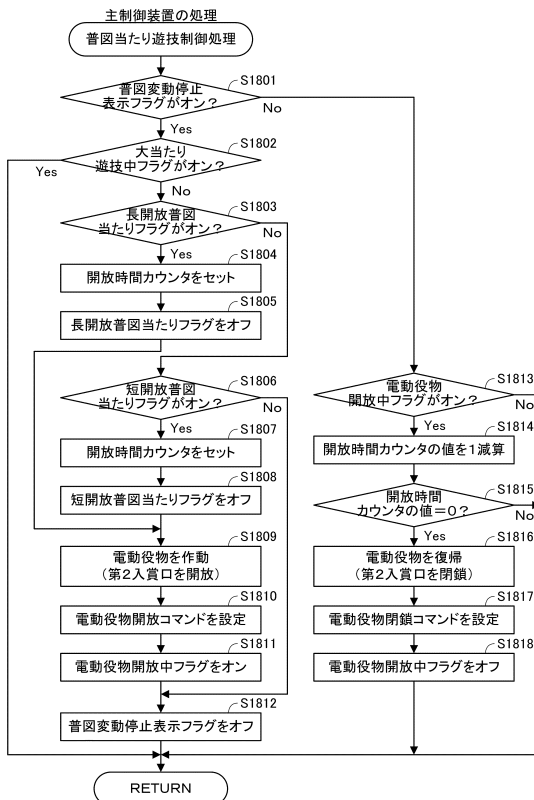 主制御装置の処理
普図当たり遊技制御処理
S1801
普図変動停止
表示フラグがオン？
No
Yes
S1802
大当たり
遊技中フラグがオン？
Yes
No
S1803
長開放普図
当たりフラグがオン？
No
Yes
S1804
開放時間カウンタをセット
S1805
長開放普図当たりフラグをオフ
S1806
短開放普図
当たりフラグがオン？
No
Yes
S1807
開放時間カウンタをセット
S1808
短開放普図当たりフラグをオフ
S1809
電動役物を作動
（第２入賞口を開放）
S1810
電動役物開放コマンドを設定
S1811
電動役物開放中フラグをオン
S1812
普図変動停止表示フラグをオフ
RETURN
S1813
電動役物
開放中フラグがオン？
No
Yes
S1814
開放時間カウンタの値を１減算
S1815
開放時間
カウンタの値＝０？
No
Yes
S1816
電動役物を復帰
（第２入賞口を閉鎖）
S1817
電動役物閉鎖コマンドを設定
S1818
電動役物開放中フラグをオフ